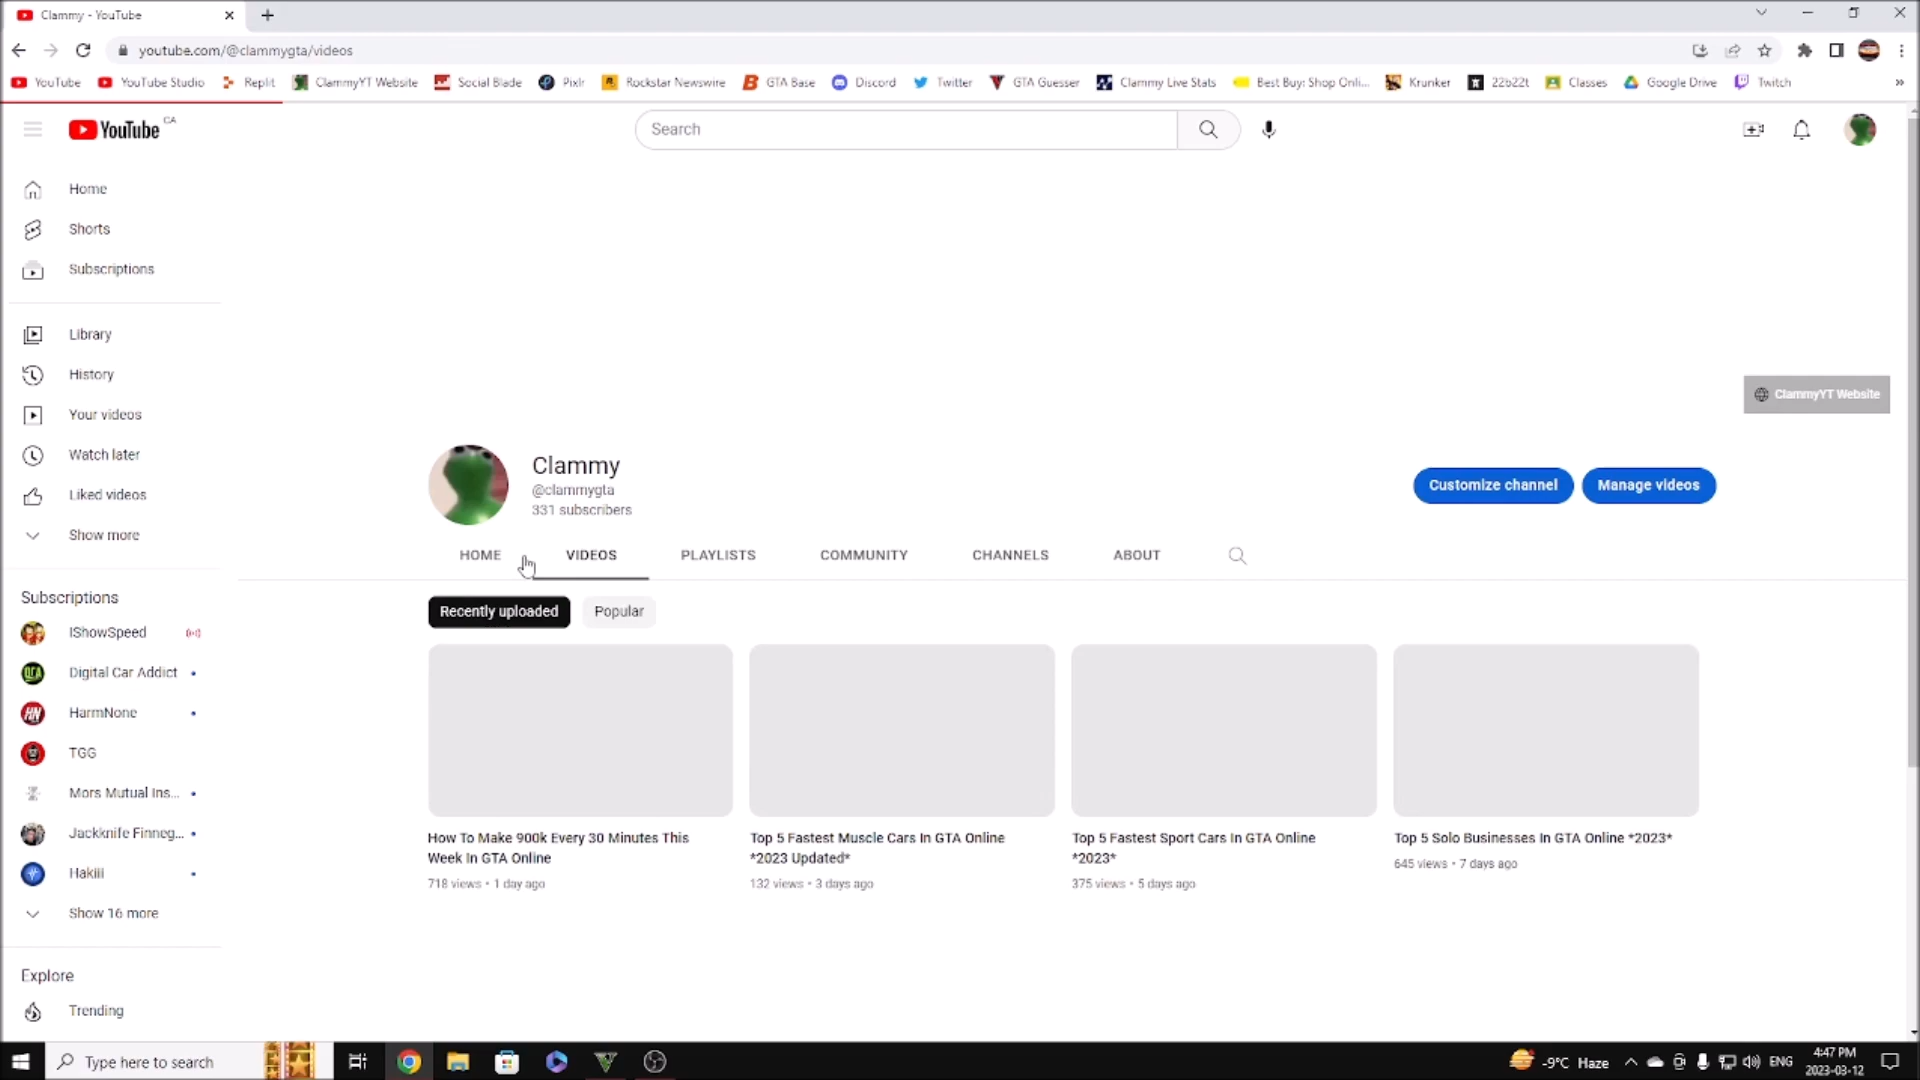 Clammy - YouTube
youtube.com/@clammygta/videos
YouTube
YouTube Studio
Replit
ClammyYT Website
Social Blade
Pixlr
Rockstar Newswire
GTA Base
Discord
Twitter
GTA Guesser
Clammy Live Stats
Best Buy: Shop Onli...
Krunker
22b22t
Classes
Google Drive
Twitch
»
YouTube CA
Search
Home
Shorts
Subscriptions
Library
History
Your videos
Watch later
Liked videos
Show more
ClammyYT Website
Clammy
@clammygta
331 subscribers
Customize channel
Manage videos
HOME
VIDEOS
PLAYLISTS
COMMUNITY
CHANNELS
ABOUT
Recently uploaded
Popular
Subscriptions
IShowSpeed
Digital Car Addict
HarmNone
TGG
Mors Mutual Ins...
Jackknife Finneg...
Hakiii
Show 16 more
How To Make 900k Every 30 Minutes This
Week In GTA Online
718 views • 1 day ago
Top 5 Fastest Muscle Cars In GTA Online
*2023 Updated*
132 views • 3 days ago
Top 5 Fastest Sport Cars In GTA Online
*2023*
375 views • 5 days ago
Top 5 Solo Businesses In GTA Online *2023*
645 views • 7 days ago
Explore
Trending
Type here to search
-9°C Haze
ENG
4:47 PM
2023-03-12